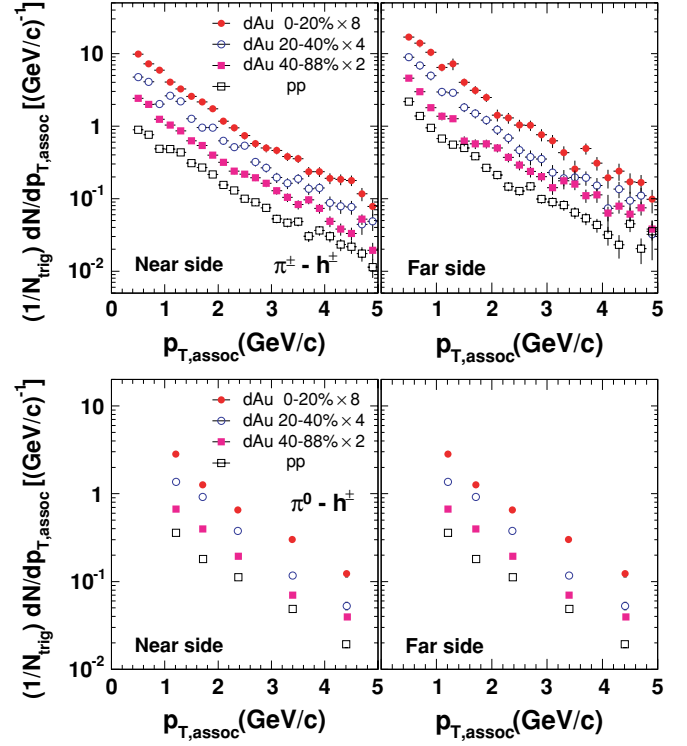 (1/N_trig) dN/dp_T,assoc [(GeV/c)⁻¹]
10
1
10⁻¹
10⁻²
dAu 0-20% × 8
dAu 20-40% × 4
dAu 40-88% × 2
pp
Near side
π± - h±
Far side
0 1 2 3 4 5
1 2 3 4 5
p_T,assoc (GeV/c)
p_T,assoc (GeV/c)
(1/N_trig) dN/dp_T,assoc [(GeV/c)⁻¹]
10
1
10⁻¹
10⁻²
dAu 0-20% × 8
dAu 20-40% × 4
dAu 40-88% × 2
pp
π⁰ - h±
Near side
Far side
0 1 2 3 4 5
1 2 3 4 5
p_T,assoc (GeV/c)
p_T,assoc (GeV/c)